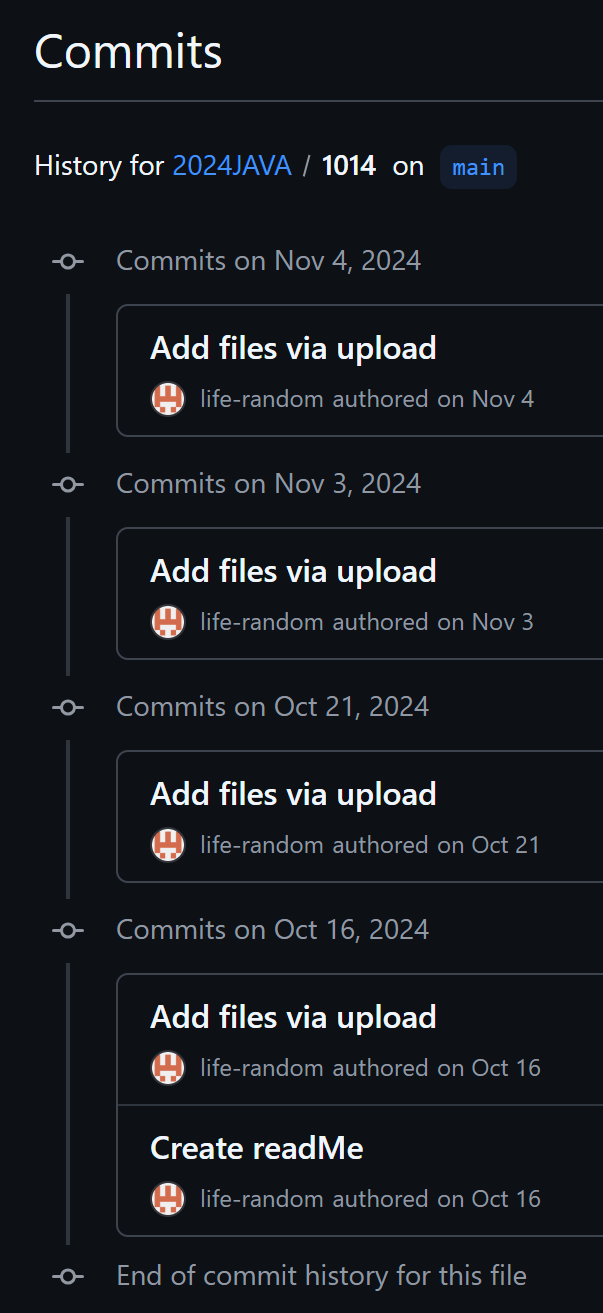 Commits
History for 2024JAVA / 1014 on main
Commits on Nov 4, 2024
Add files via upload
life-random authored on Nov 4
Commits on Nov 3, 2024
Add files via upload
life-random authored on Nov 3
Commits on Oct 21, 2024
Add files via upload
life-random authored on Oct 21
Commits on Oct 16, 2024
Add files via upload
life-random authored on Oct 16
Create readMe
life-random authored on Oct 16
End of commit history for this file